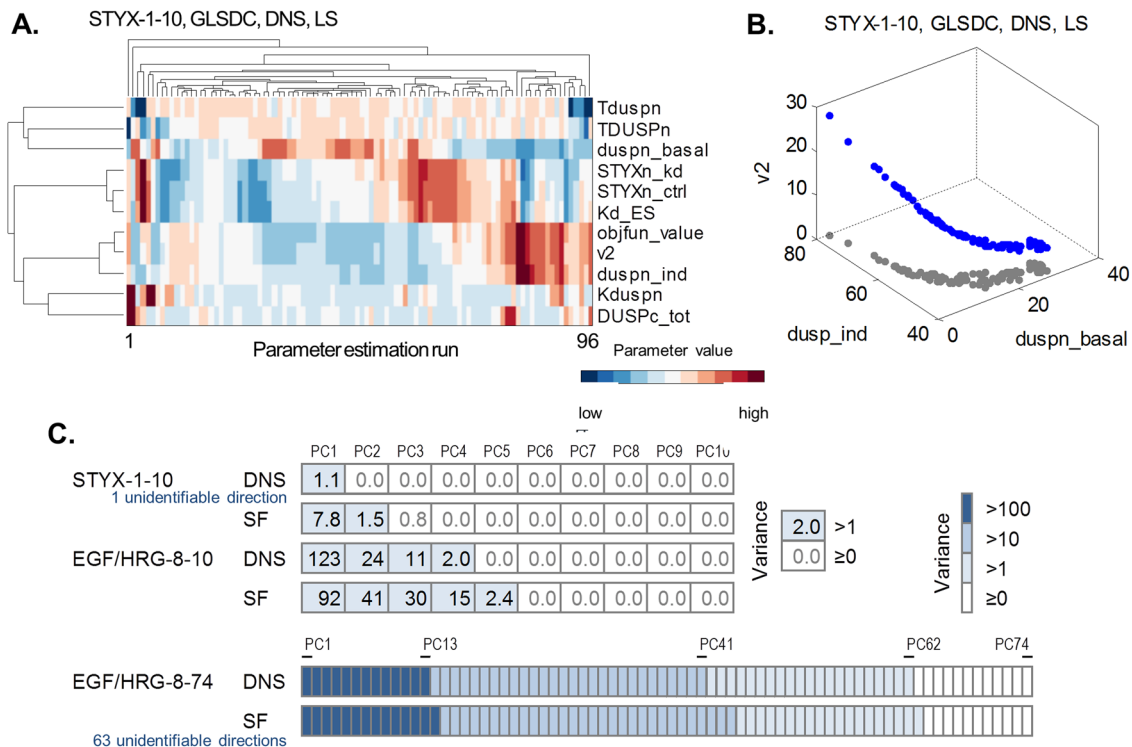 A.
STYX-1-10, GLSDC, DNS, LS
Tduspn
TDUSPn
duspn_basal
STYXn_kd
STYXn_ctrl
Kd_ES
objfun_value
v2
duspn_ind
Kduspn
DUSPc_tot
1 Parameter estimation run 96
Parameter value
low high
B.
STYX-1-10, GLSDC, DNS, LS
v2
30
20
10
0
80
60
40
dusp_ind
0
20
40
duspn_basal
C.
PC1 PC2 PC3 PC4 PC5 PC6 PC7 PC8 PC9 PC10
STYX-1-10 DNS 1.1 0.0 0.0 0.0 0.0 0.0 0.0 0.0 0.0 0.0
1 unidentifiable direction
SF 7.8 1.5 0.8 0.0 0.0 0.0 0.0 0.0 0.0 0.0
EGF/HRG-8-10 DNS 123 24 11 2.0 0.0 0.0 0.0 0.0 0.0 0.0
SF 92 41 30 15 2.4 0.0 0.0 0.0 0.0 0.0
Variance
2.0 >1
0.0 ≥0
Variance
>100
>10
>1
≥0
PC1 PC13 PC41 PC62 PC74
EGF/HRG-8-74 DNS
SF
63 unidentifiable directions